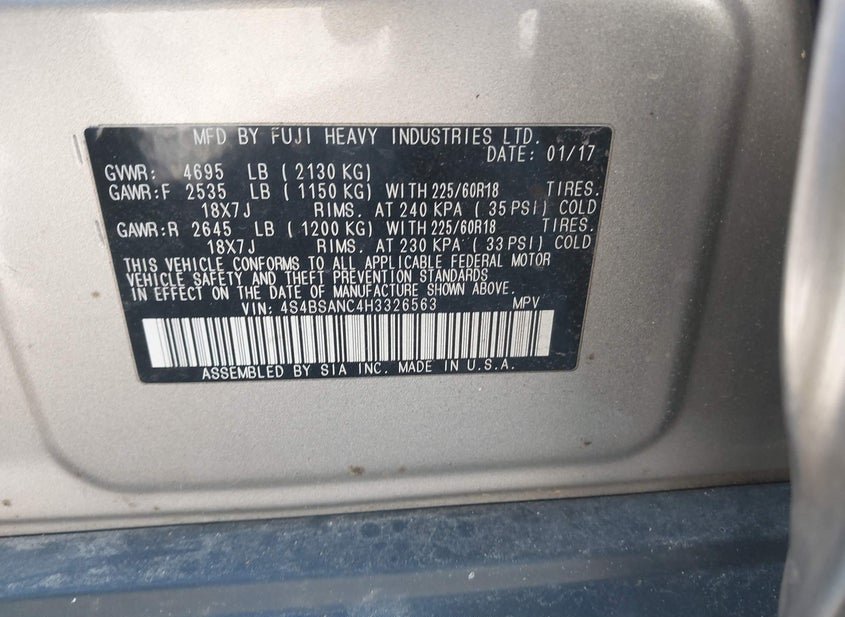 MFD BY FUJI HEAVY INDUSTRIES LTD.
DATE: 01/17
GVWR: 4695 LB ( 2130 KG)
GAWR:F 2535 LB ( 1150 KG) WITH 225/60R18 TIRES.
18X7J RIMS. AT 240 KPA ( 35 PSI) COLD
GAWR:R 2645 LB ( 1200 KG) WITH 225/60R18 TIRES.
18X7J RIMS. AT 230 KPA ( 33 PSI) COLD
THIS VEHICLE CONFORMS TO ALL APPLICABLE FEDERAL MOTOR
VEHICLE SAFETY AND THEFT PREVENTION STANDARDS
IN EFFECT ON THE DATE OF MANUFACTURE SHOWN ABOVE.
VIN: 4S4BSANC4H3326563 MPV
ASSEMBLED BY SIA INC. MADE IN U.S.A.